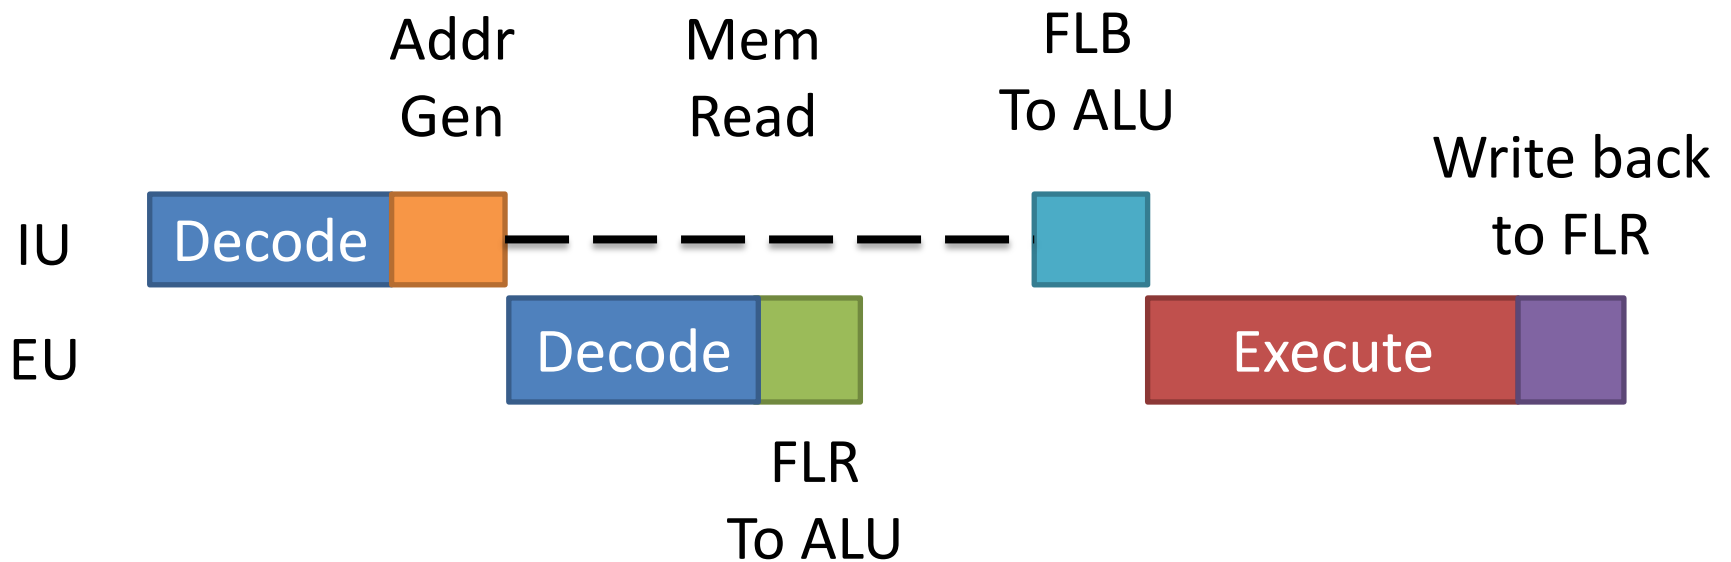 Addr
Gen
Mem
Read
FLB
To ALU
Write back
to FLR
IU
Decode
EU
Decode
Execute
FLR
To ALU